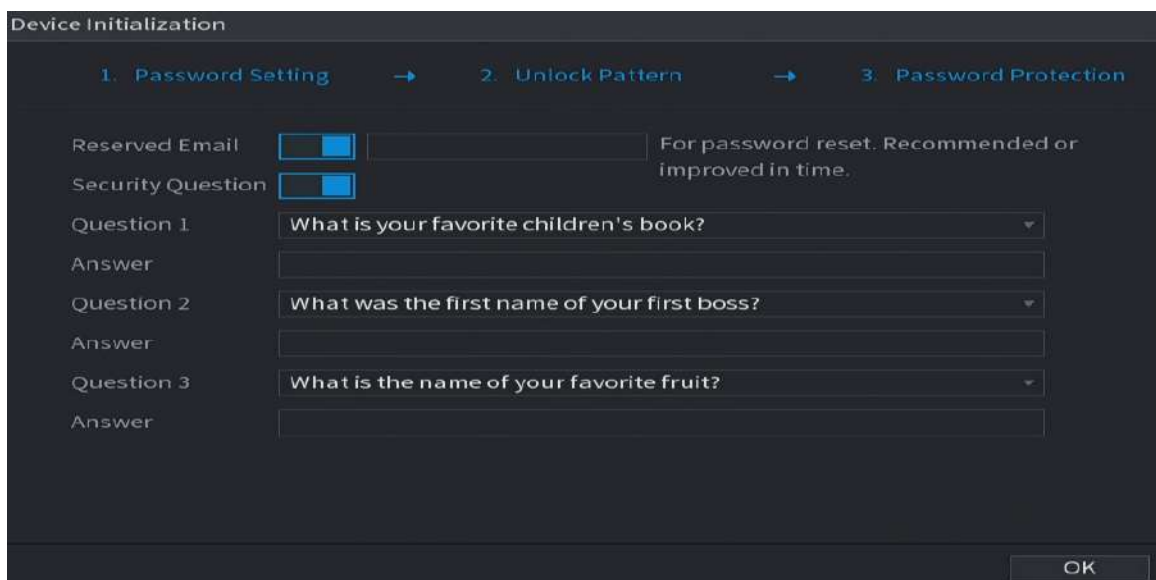 Device Initialization
1. Password Setting → 2. Unlock Pattern → 3. Password Protection
Reserved Email For password reset. Recommended or
improved in time.
Security Question
Question 1 What is your favorite children's book?
Answer
Question 2 What was the first name of your first boss?
Answer
Question 3 What is the name of your favorite fruit?
Answer
OK